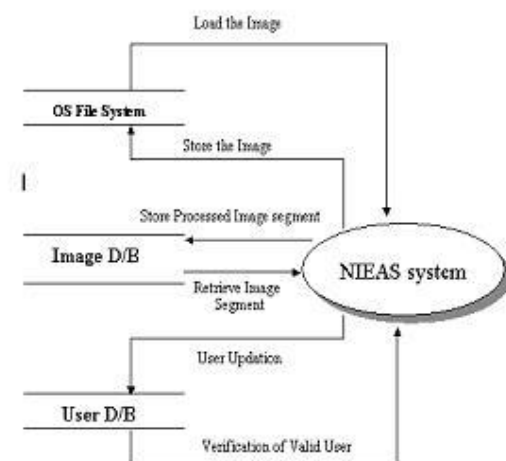 Load the Image
OS File System
Store the Image
Store Processed Image segment
Image D/B
NIEAS system
Retrieve Image
Segment
User Updation
User D/B
Verification of Valid User